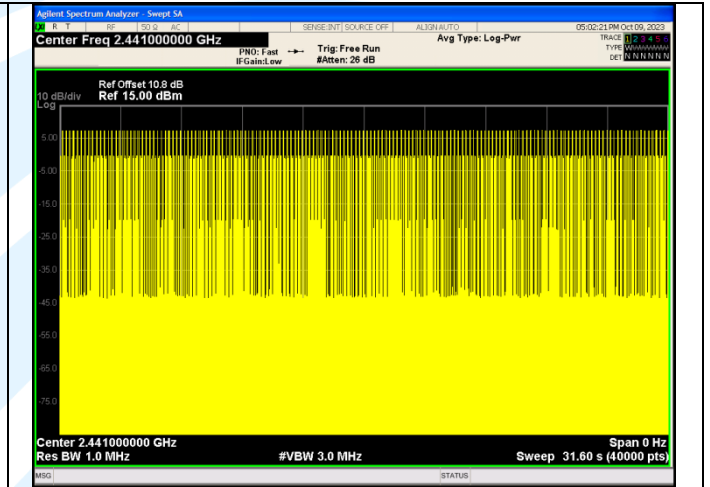 Agilent Spectrum Analyzer - Swept SA
R T RF 50 Ω AC SENSE:INT SOURCE OFF ALIGN AUTO 05:02:21 PM Oct 09, 2023
Center Freq 2.441000000 GHz Avg Type: Log-Pwr TRACE 1 2 3 4 5 6
PNO: Fast Trig: Free Run TYPE
IFGain:Low #Atten: 26 dB DET N N N N N N
Ref Offset 10.8 dB
10 dB/div Ref 15.00 dBm
Log
5.00
-5.00
-15.0
-25.0
-35.0
-45.0
-55.0
-65.0
-75.0
Center 2.441000000 GHz Span 0 Hz
Res BW 1.0 MHz #VBW 3.0 MHz Sweep 31.60 s (40000 pts)
MSG STATUS